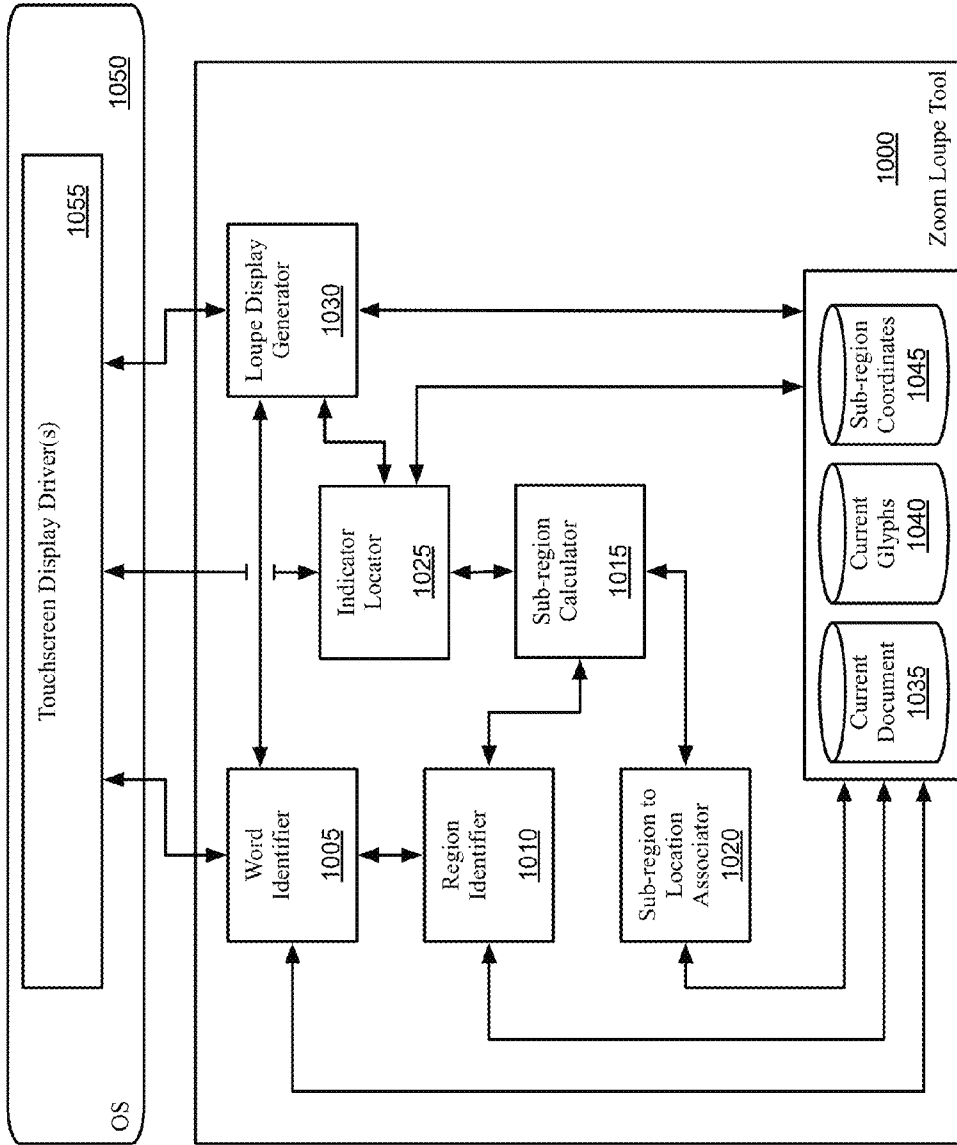 OS
1050
Touchscreen Display Driver(s)
1055
Word
Identifier
1005
Loupe Display
Generator
1030
Indicator
Locator
1025
Region
Identifier
1010
Sub-region
Calculator
1015
Sub-region to
Location
Associator
1020
Current
Document
1035
Current
Glyphs
1040
Sub-region
Coordinates
1045
1000
Zoom Loupe Tool